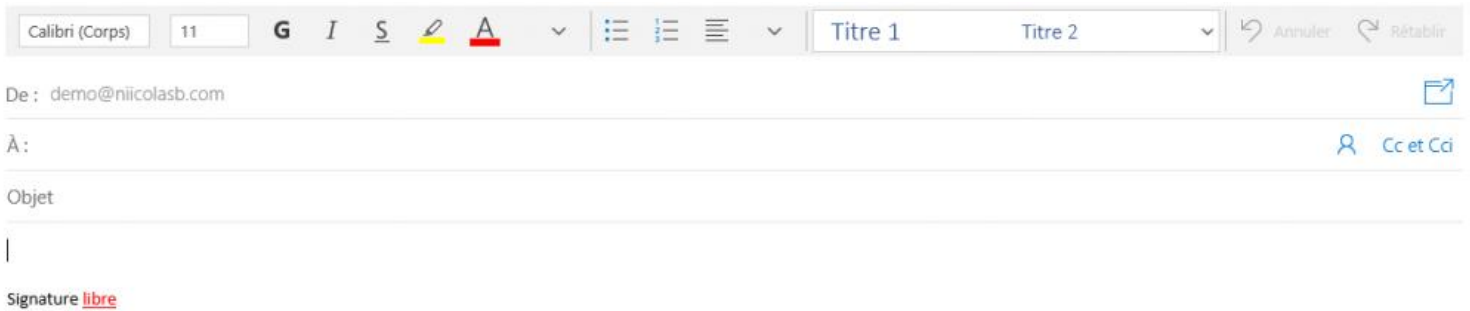 Calibri (Corps) 11 G I S A Titre 1 Titre 2 Annuler Rétablir
De : demo@niicolasb.com
À : Cc et Cci
Objet
Signature libre